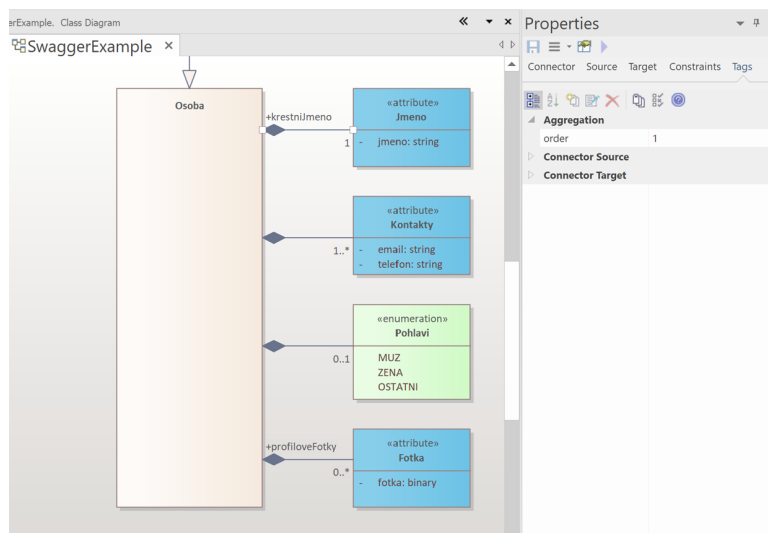 erExample. Class Diagram
SwaggerExample
Osoba
+krestniJmeno
1
«attribute»
Jmeno
- jmeno: string
«attribute»
Kontakty
1..*
- email: string
- telefon: string
«enumeration»
Pohlavi
0..1
MUZ
ZENA
OSTATNI
+profiloveFotky
0..*
«attribute»
Fotka
- fotka: binary
Properties
Connector Source Target Constraints Tags
Aggregation
order 1
Connector Source
Connector Target